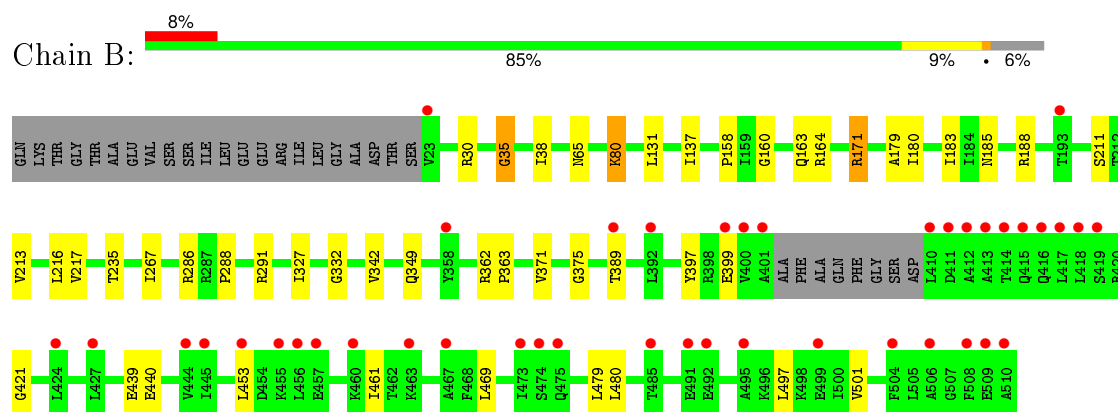 8%
Chain B:
85% 9% • 6%
GLN LYS THR GLY THR ALA GLU VAL SER SER ILE LEU GLU GLU ARG ILE LEU GLY ALA ASP THR SER V23 R30 G35 I38 N65 K80 L131 I137 P158 I159 G160 Q163 R164 R171 A179 I180 I183 I184 N185 R188 T193 S211 T212
V213 L216 V217 T235 I267 R286 R287 P288 R291 I327 G332 V342 Q349 Y358 R362 P363 V371 G375 T389 L392 Y397 R398 E399 V400 A401 ALA PHE ALA GLN PHE GLY SER ASP L410 D411 A412 A413 T414 Q415 Q416 L417 L418 S419
G421 L424 L427 E439 E440 V444 I445 L453 D454 K455 L456 E457 K460 I461 T462 K463 A467 F468 L469 I473 S474 Q475 L479 L480 T485 E491 E492 A495 K496 L497 K498 E499 I500 V501 F504 L505 A506 G507 F508 E509 A510